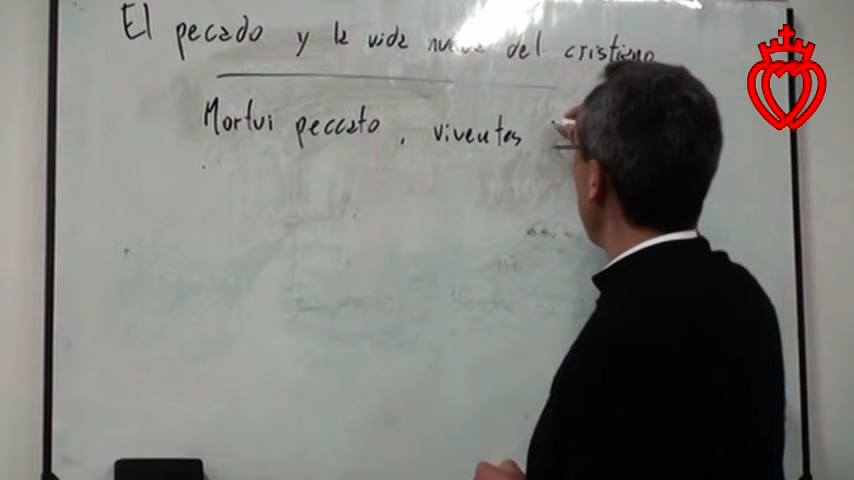 El pecado y la vida nueva del cristiano
Mortui peccato, viventes